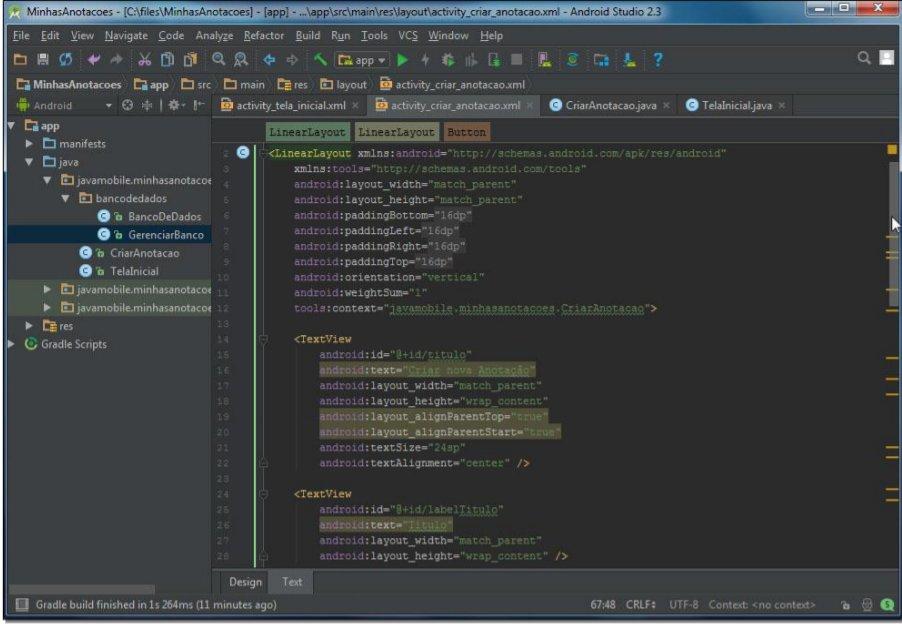 MinhasAnotacoes - [C:\files\MinhasAnotacoes] - [app] - ...\app\src\main\res\layout\activity_criar_anotacao.xml - Android Studio 2.3
File Edit View Navigate Code Analyze Refactor Build Run Tools VCS Window Help
app
MinhasAnotacoes app src main res layout activity_criar_anotacao.xml
Android
activity_tela_inicial.xml activity_criar_anotacao.xml CriarAnotacao.java TelaInicial.java
app
manifests
java
javamobile.minhasanotacoe
bancodedados
BancoDeDados
GerenciarBanco
CriarAnotacao
TelaInicial
javamobile.minhasanotacoe
javamobile.minhasanotacoe
res
Gradle Scripts
LinearLayout LinearLayout Button
2 <LinearLayout xmlns:android="http://schemas.android.com/apk/res/android"
3 xmlns:tools="http://schemas.android.com/tools"
4 android:layout_width="match_parent"
5 android:layout_height="match_parent"
6 android:paddingBottom="16dp"
7 android:paddingLeft="16dp"
8 android:paddingRight="16dp"
9 android:paddingTop="16dp"
10 android:orientation="vertical"
11 android:weightSum="1"
12 tools:context="javamobile.minhasanotacoes.CriarAnotacao">
13
14 <TextView
15 android:id="@+id/titulo"
16 android:text="Criar nova Anotação"
17 android:layout_width="match_parent"
18 android:layout_height="wrap_content"
19 android:layout_alignParentTop="true"
20 android:layout_alignParentStart="true"
21 android:textSize="24sp"
22 android:textAlignment="center" />
23
24 <TextView
25 android:id="@+id/labelTitulo"
26 android:text="Titulo"
27 android:layout_width="match_parent"
28 android:layout_height="wrap_content" />
Design Text
Gradle build finished in 1s 264ms (11 minutes ago) 67:48 CRLF UTF-8 Context: <no context>